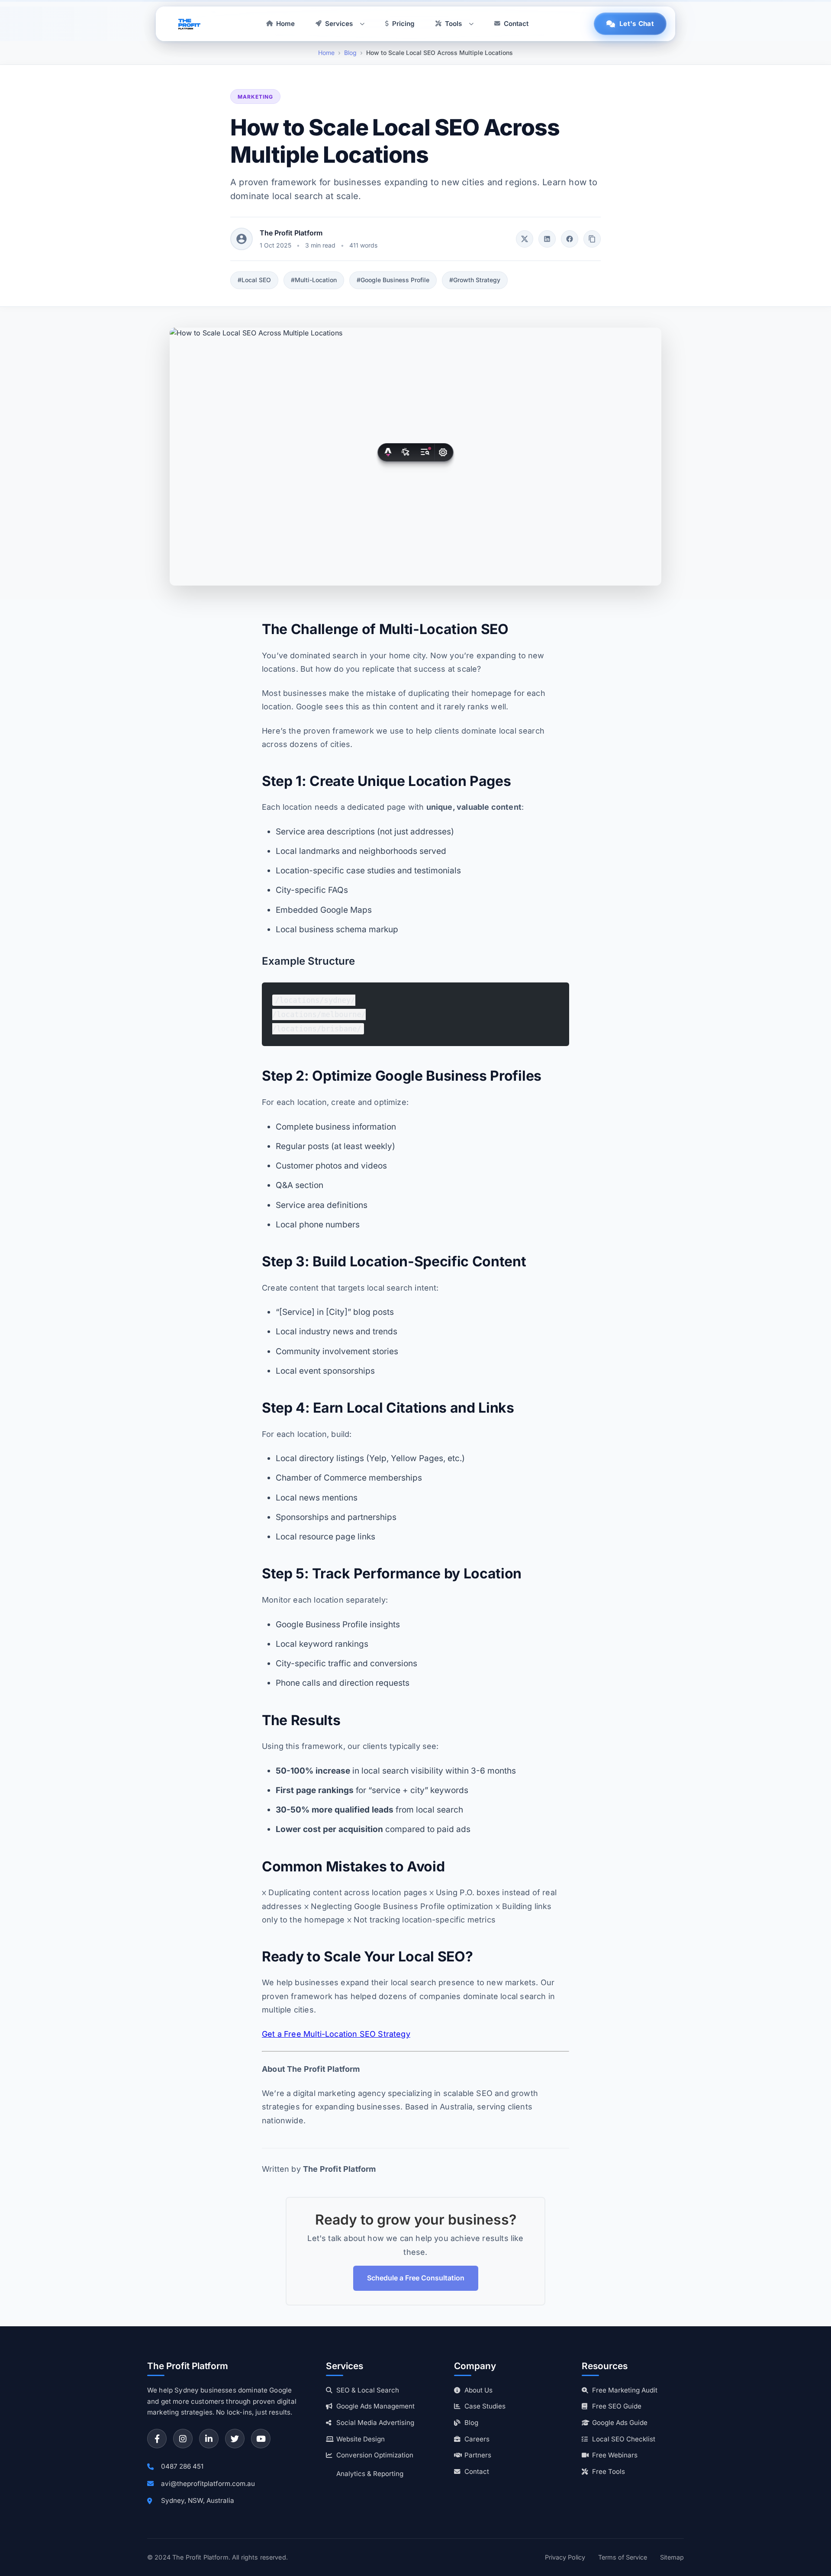 THE
PROFIT
PLATFORM
Home
Services
Pricing
Tools
Contact
Let's Chat
Home › Blog › How to Scale Local SEO Across Multiple Locations
MARKETING
How to Scale Local SEO Across
Multiple Locations
A proven framework for businesses expanding to new cities and regions. Learn how to
dominate local search at scale.
The Profit Platform
1 Oct 2025 • 3 min read • 411 words
#Local SEO
#Multi-Location
#Google Business Profile
#Growth Strategy
How to Scale Local SEO Across Multiple Locations
The Challenge of Multi-Location SEO
You've dominated search in your home city. Now you're expanding to new
locations. But how do you replicate that success at scale?
Most businesses make the mistake of duplicating their homepage for each
location. Google sees this as thin content and it rarely ranks well.
Here's the proven framework we use to help clients dominate local search
across dozens of cities.
Step 1: Create Unique Location Pages
Each location needs a dedicated page with unique, valuable content:
• Service area descriptions (not just addresses)
• Local landmarks and neighborhoods served
• Location-specific case studies and testimonials
• City-specific FAQs
• Embedded Google Maps
• Local business schema markup
Example Structure
Step 2: Optimize Google Business Profiles
For each location, create and optimize:
• Complete business information
• Regular posts (at least weekly)
• Customer photos and videos
• Q&A section
• Service area definitions
• Local phone numbers
Step 3: Build Location-Specific Content
Create content that targets local search intent:
• "[Service] in [City]" blog posts
• Local industry news and trends
• Community involvement stories
• Local event sponsorships
Step 4: Earn Local Citations and Links
For each location, build:
• Local directory listings (Yelp, Yellow Pages, etc.)
• Chamber of Commerce memberships
• Local news mentions
• Sponsorships and partnerships
• Local resource page links
Step 5: Track Performance by Location
Monitor each location separately:
• Google Business Profile insights
• Local keyword rankings
• City-specific traffic and conversions
• Phone calls and direction requests
The Results
Using this framework, our clients typically see:
• 50-100% increase in local search visibility within 3-6 months
• First page rankings for "service + city" keywords
• 30-50% more qualified leads from local search
• Lower cost per acquisition compared to paid ads
Common Mistakes to Avoid
x Duplicating content across location pages x Using P.O. boxes instead of real
addresses x Neglecting Google Business Profile optimization x Building links
only to the homepage x Not tracking location-specific metrics
Ready to Scale Your Local SEO?
We help businesses expand their local search presence to new markets. Our
proven framework has helped dozens of companies dominate local search in
multiple cities.
Get a Free Multi-Location SEO Strategy
About The Profit Platform
We're a digital marketing agency specializing in scalable SEO and growth
strategies for expanding businesses. Based in Australia, serving clients
nationwide.
Written by The Profit Platform
Ready to grow your business?
Let's talk about how we can help you achieve results like
these.
Schedule a Free Consultation
The Profit Platform
We help Sydney businesses dominate Google
and get more customers through proven digital
marketing strategies. No lock-ins, just results.
0487 286 451
avi@theprofitplatform.com.au
Sydney, NSW, Australia
Services
SEO & Local Search
Google Ads Management
Social Media Advertising
Website Design
Conversion Optimization
Analytics & Reporting
Company
About Us
Case Studies
Blog
Careers
Partners
Contact
Resources
Free Marketing Audit
Free SEO Guide
Google Ads Guide
Local SEO Checklist
Free Webinars
Free Tools
© 2024 The Profit Platform. All rights reserved.
Privacy Policy
Terms of Service
Sitemap